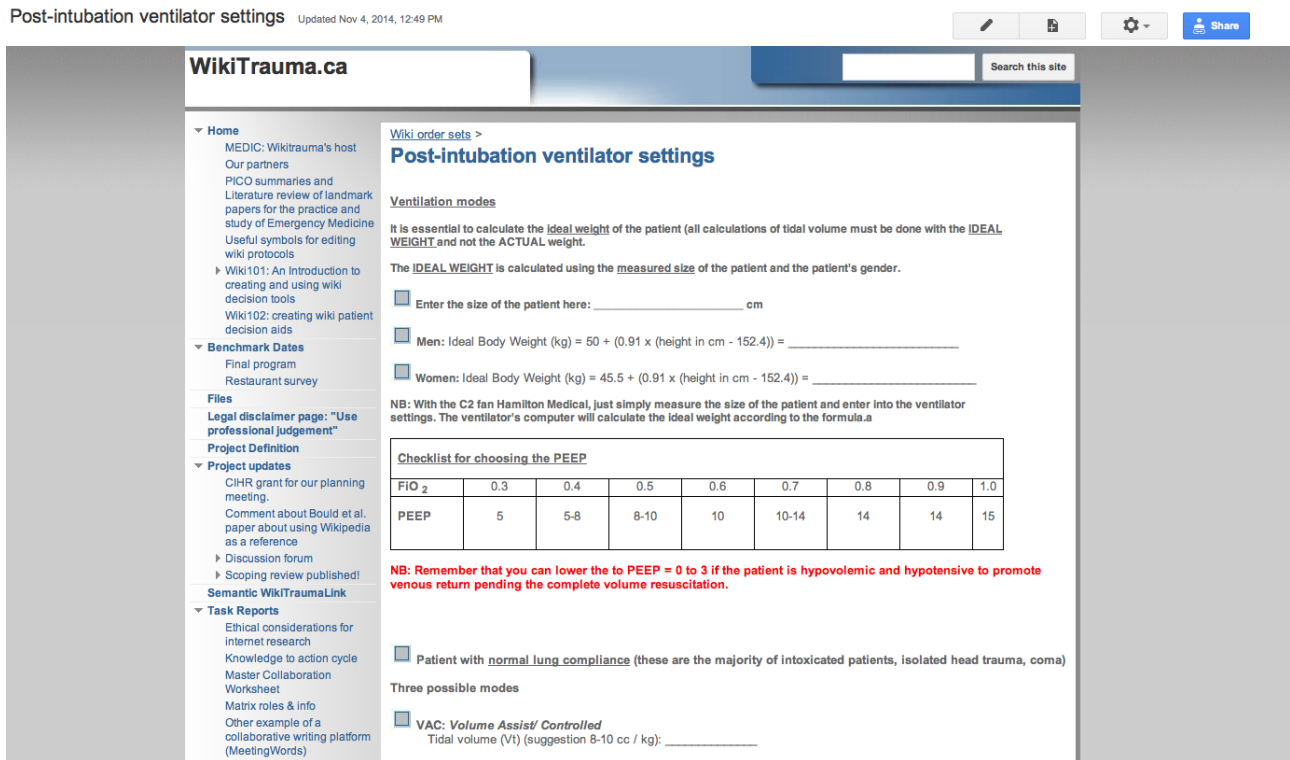 Post-intubation ventilator settings Updated Nov 4, 2014, 12:49 PM
Share
WikiTrauma.ca
Search this site
Home
MEDIC: Wikitrauma's host
Our partners
PICO summaries and
Literature review of landmark
papers for the practice and
study of Emergency Medicine
Useful symbols for editing
wiki protocols
Wiki101: An Introduction to
creating and using wiki
decision tools
Wiki102: creating wiki patient
decision aids
Benchmark Dates
Final program
Restaurant survey
Files
Legal disclaimer page: "Use
professional judgement"
Project Definition
Project updates
CIHR grant for our planning
meeting.
Comment about Bould et al.
paper about using Wikipedia
as a reference
Discussion forum
Scoping review published!
Semantic WikiTraumaLink
Task Reports
Ethical considerations for
internet research
Knowledge to action cycle
Master Collaboration
Worksheet
Matrix roles & info
Other example of a
collaborative writing platform
(MeetingWords)
Wiki order sets >
Post-intubation ventilator settings
Ventilation modes
It is essential to calculate the ideal weight of the patient (all calculations of tidal volume must be done with the IDEAL
WEIGHT and not the ACTUAL weight.
The IDEAL WEIGHT is calculated using the measured size of the patient and the patient's gender.
Enter the size of the patient here: _______________________ cm
Men: Ideal Body Weight (kg) = 50 + (0.91 x (height in cm - 152.4)) = __________________________
Women: Ideal Body Weight (kg) = 45.5 + (0.91 x (height in cm - 152.4)) = _________________________
NB: With the C2 fan Hamilton Medical, just simply measure the size of the patient and enter into the ventilator
settings. The ventilator's computer will calculate the ideal weight according to the formula.a
Checklist for choosing the PEEP
FiO 2 0.3 0.4 0.5 0.6 0.7 0.8 0.9 1.0
PEEP 5 5-8 8-10 10 10-14 14 14 15
NB: Remember that you can lower the to PEEP = 0 to 3 if the patient is hypovolemic and hypotensive to promote
venous return pending the complete volume resuscitation.
Patient with normal lung compliance (these are the majority of intoxicated patients, isolated head trauma, coma)
Three possible modes
VAC: Volume Assist/ Controlled
Tidal volume (Vt) (suggestion 8-10 cc / kg): ______________